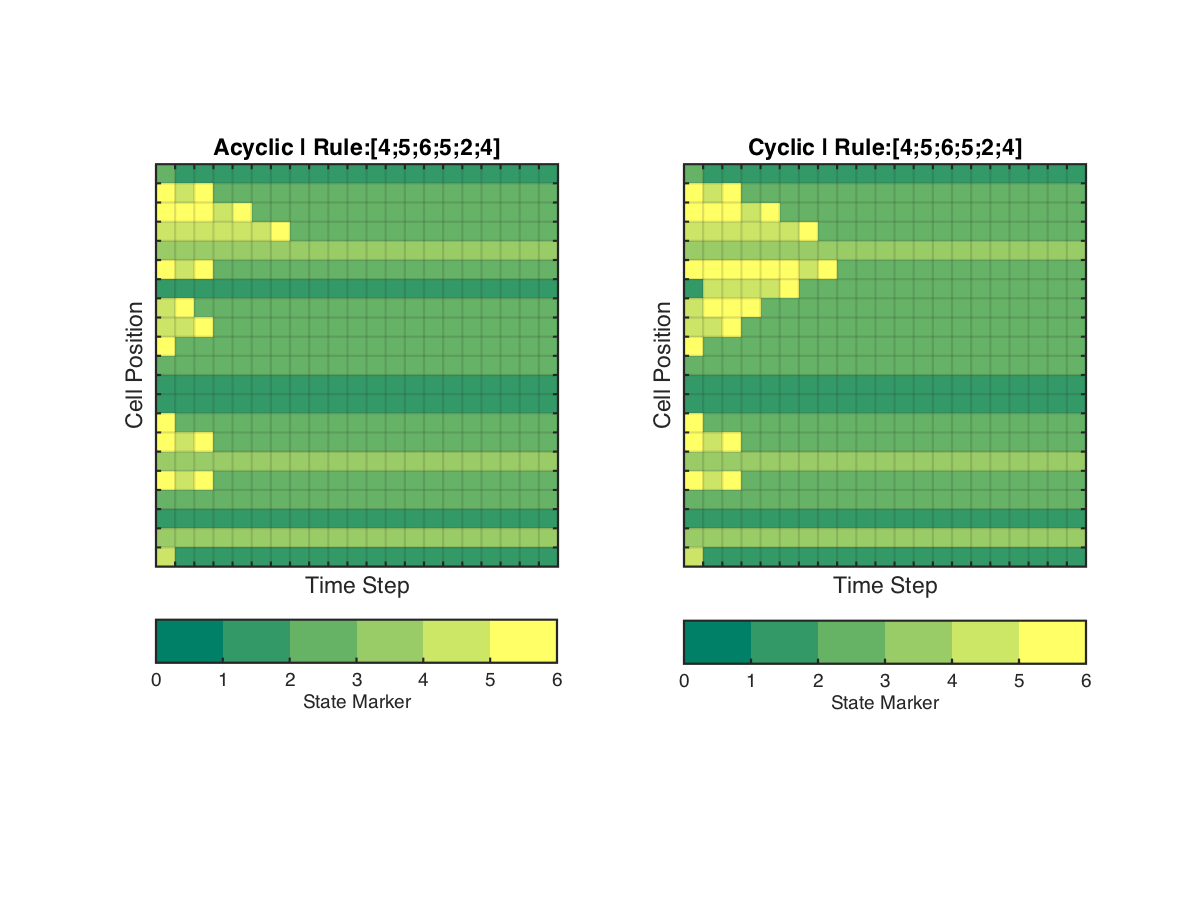 Acyclic | Rule:[4;5;6;5;2;4]
Cell Position
Time Step
0 1 2 3 4 5 6
State Marker
Cyclic | Rule:[4;5;6;5;2;4]
Cell Position
Time Step
0 1 2 3 4 5 6
State Marker